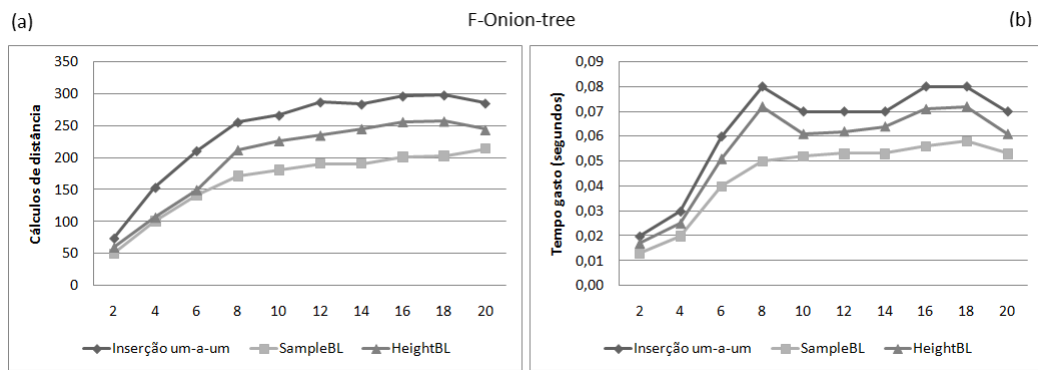 (a)
F-Onion-tree
(b)
Cálculos de distância
350
300
250
200
150
100
50
0
2 4 6 8 10 12 14 16 18 20
Inserção um-a-um SampleBL HeightBL
Tempo gasto (segundos)
0,09
0,08
0,07
0,06
0,05
0,04
0,03
0,02
0,01
0,00
2 4 6 8 10 12 14 16 18 20
Inserção um-a-um SampleBL HeightBL